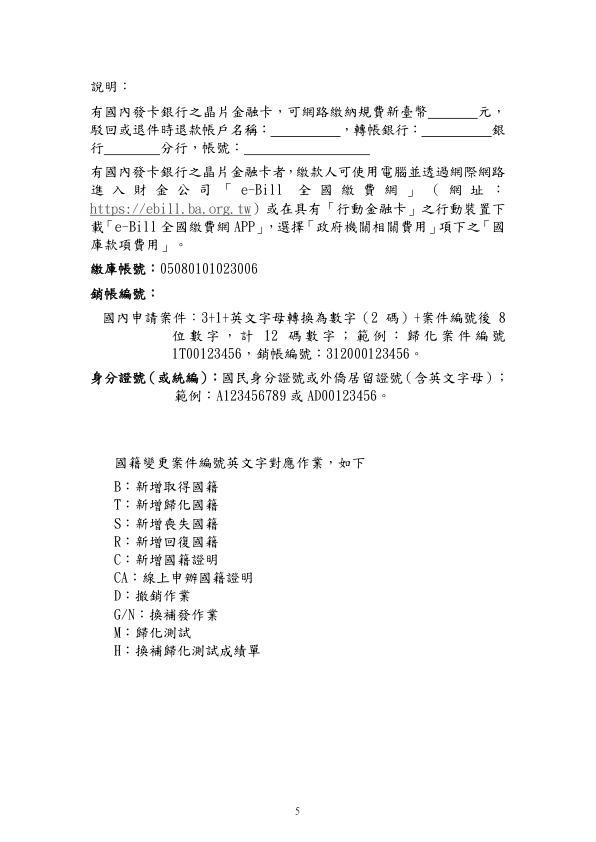 說明：
有國內發卡銀行之晶片金融卡，可網路繳納規費新臺幣______元，
駁回或退件時退款帳戶名稱：________，轉帳銀行：________銀
行______分行，帳號：______________
有國內發卡銀行之晶片金融卡者，繳款人可使用電腦並透過網際網路
進入財金公司「e-Bill 全國繳費網」（網址：
https://ebill.ba.org.tw）或在具有「行動金融卡」之行動裝置下
載「e-Bill 全國繳費網 APP」，選擇「政府機關相關費用」項下之「國
庫款項費用」。
繳庫帳號：05080101023006
銷帳編號：
國內申請案件：3+1+英文字母轉換為數字（2 碼）+案件編號後 8
位數字，計 12 碼數字；範例：歸化案件編號
1T00123456，銷帳編號：312000123456。
身分證號（或統編）：國民身分證號或外僑居留證號（含英文字母）；
範例：A123456789 或 AD00123456。
國籍變更案件編號英文字對應作業，如下
B：新增取得國籍
T：新增歸化國籍
S：新增喪失國籍
R：新增回復國籍
C：新增國籍證明
CA：線上申辦國籍證明
D：撤銷作業
G/N：換補發作業
M：歸化測試
H：換補歸化測試成績單
5